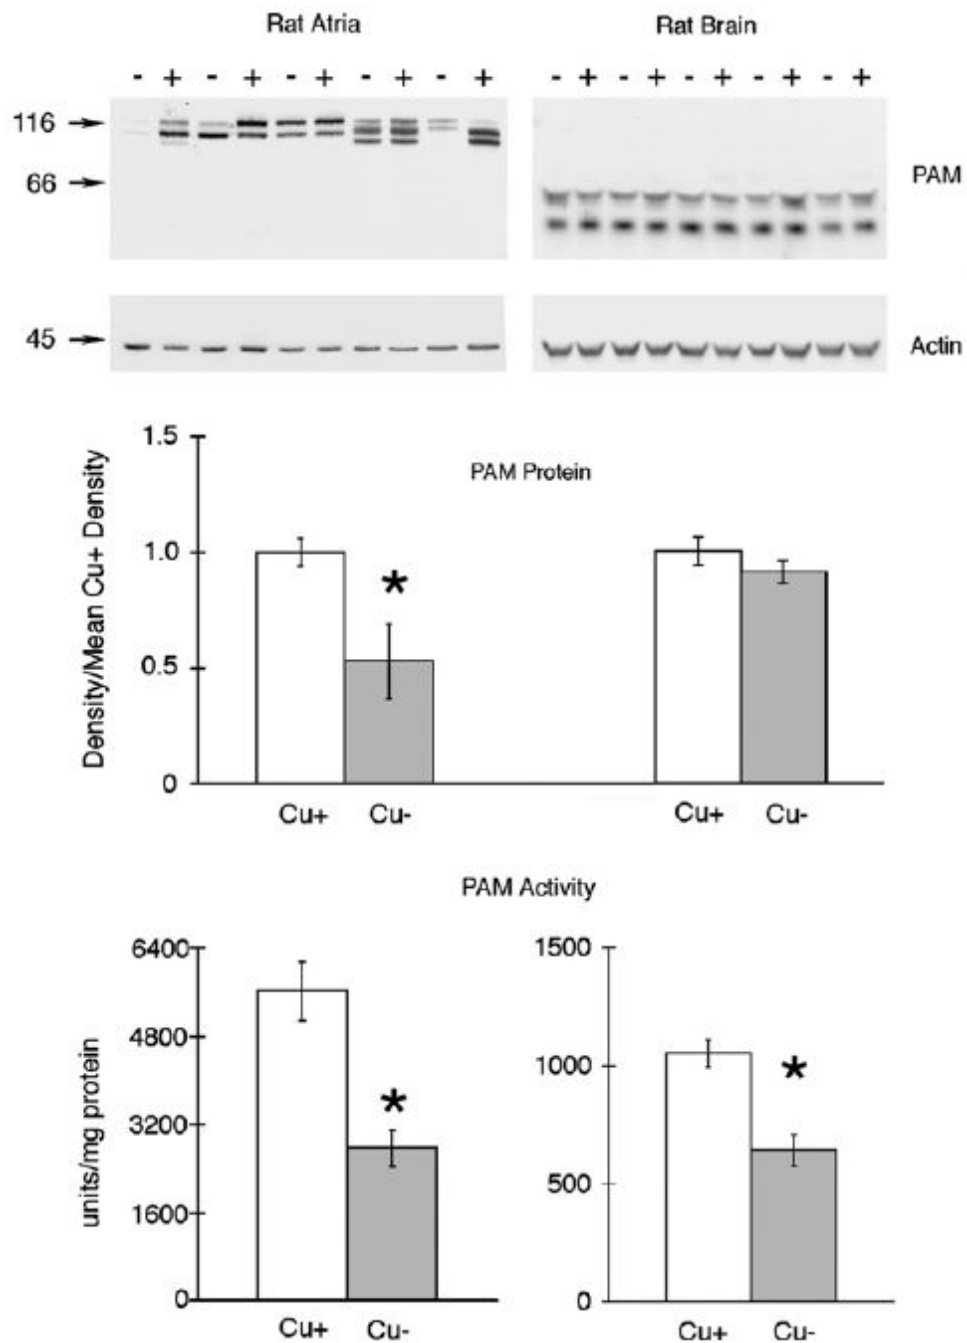 Rat Atria Rat Brain
- + - + - + - + - + - + - + - + - + - +
116
66
PAM
45
Actin
PAM Protein
Density/Mean Cu+ Density
1.5
1.0
0.5
0
*
Cu+ Cu- Cu+ Cu-
PAM Activity
units/mg protein
6400
4800
3200
1600
0
*
Cu+ Cu-
1500
1000
500
0
*
Cu+ Cu-